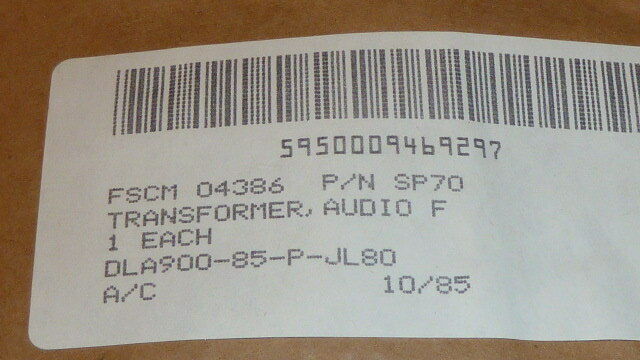 5950009469297
FSCM 04386 P/N SP70
TRANSFORMER, AUDIO F
1 EACH
DLA900-85-P-JL80
A/C 10/85